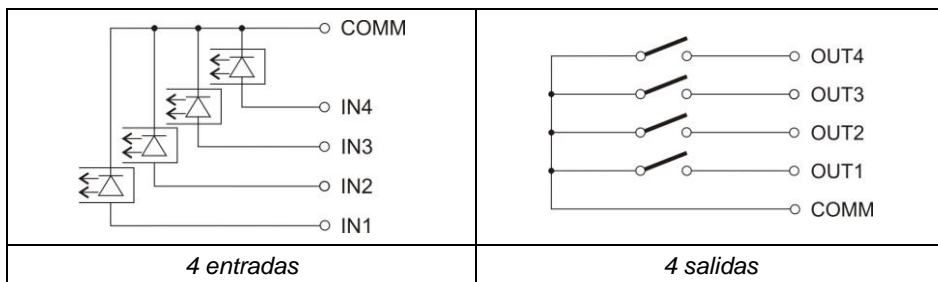 COMM
IN4
IN3
IN2
IN1
4 entradas
OUT4
OUT3
OUT2
OUT1
COMM
4 salidas